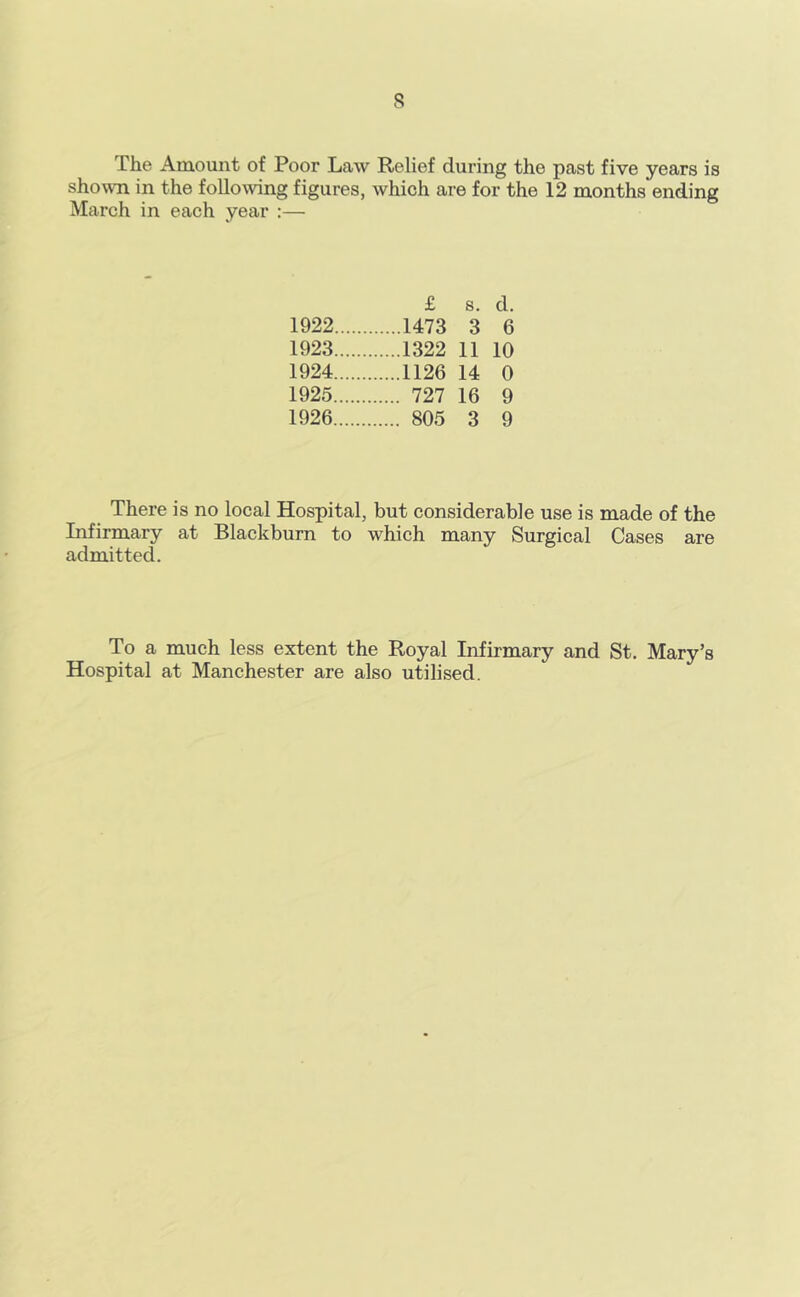 8
The Amount of Poor Law Relief during the past five years is
shown in the following figures, which are for the 12 months ending
March in each year :—
£ s. d.
1922............1473 3 6
1923............1322 11 10
1924............1126 14 0
1925............ 727 16 9
1926............ 805 3 9
There is no local Hospital, but considerable use is made of the
Infirmary at Blackburn to which many Surgical Cases are
admitted.
To a much less extent the Royal Infirmary and St. Mary’s
Hospital at Manchester are also utilised.